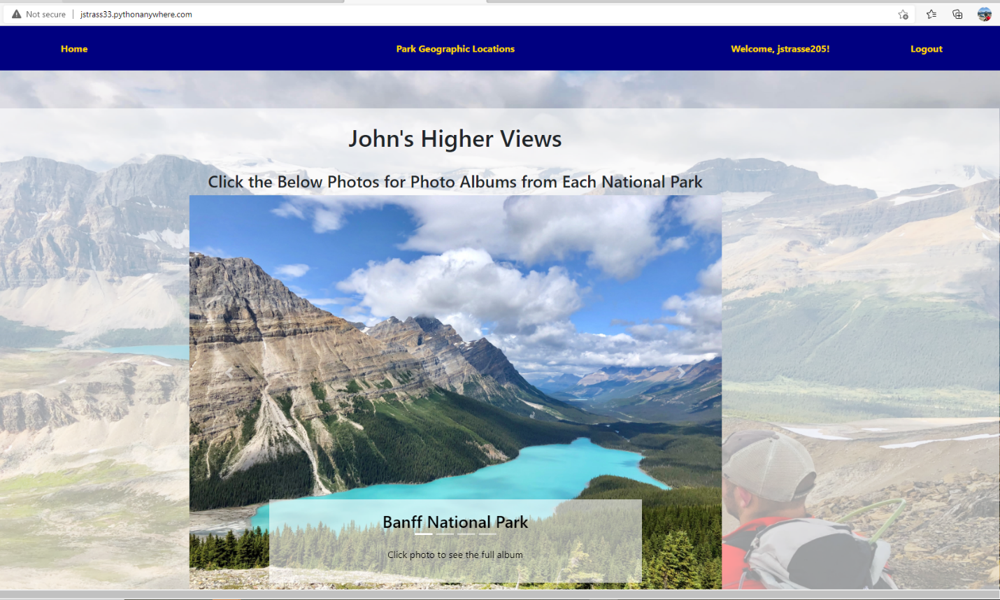 Not secure | jstrass33.pythonanywhere.com
Home Park Geographic Locations Welcome, jstrasse205! Logout
John's Higher Views
Click the Below Photos for Photo Albums from Each National Park
Banff National Park
Click photo to see the full album